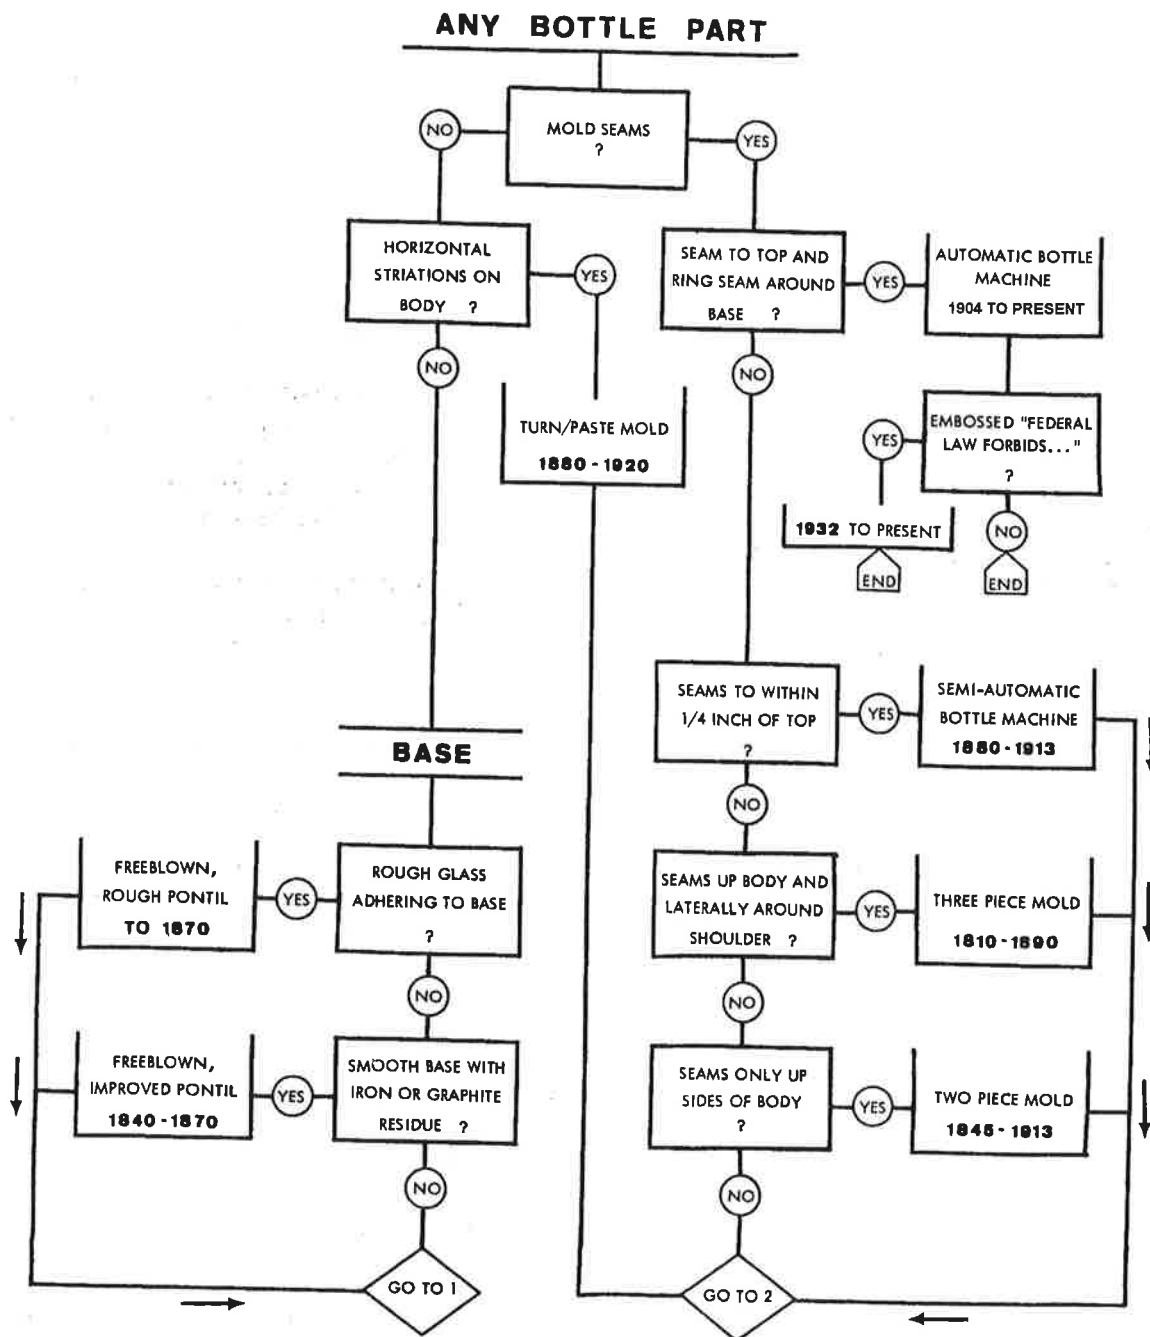 ANY BOTTLE PART
MOLD SEAMS
?
NO
YES
HORIZONTAL
STRIATIONS ON
BODY ?
YES
NO
TURN/PASTE MOLD
1880-1920
SEAM TO TOP AND
RING SEAM AROUND
BASE ?
YES
AUTOMATIC BOTTLE
MACHINE
1904 TO PRESENT
NO
EMBOSSED "FEDERAL
LAW FORBIDS..."
?
YES
1932 TO PRESENT
END
NO
END
SEAMS TO WITHIN
1/4 INCH OF TOP
?
YES
SEMI-AUTOMATIC
BOTTLE MACHINE
1880-1913
NO
BASE
ROUGH GLASS
ADHERING TO BASE
?
YES
FREEBLOWN,
ROUGH PONTIL
TO 1870
NO
SEAMS UP BODY AND
LATERALLY AROUND
SHOULDER ?
YES
THREE PIECE MOLD
1810-1890
NO
SMOOTH BASE WITH
IRON OR GRAPHITE
RESIDUE ?
YES
FREEBLOWN,
IMPROVED PONTIL
1840-1870
NO
GO TO 1
SEAMS ONLY UP
SIDES OF BODY
?
YES
TWO PIECE MOLD
1845-1913
NO
GO TO 2